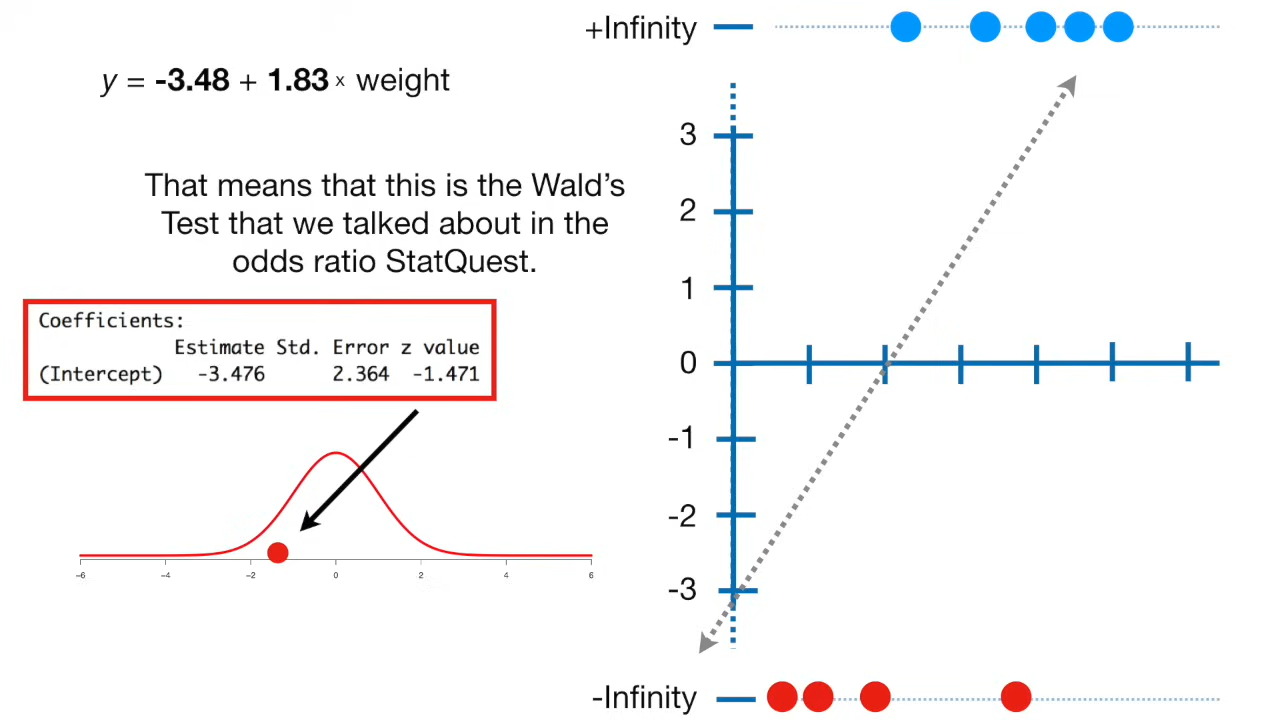 +Infinity
y = -3.48 + 1.83 x weight
3
That means that this is the Wald’s
Test that we talked about in the
odds ratio StatQuest.
2
1
Coefficients:
Estimate Std. Error z value
(Intercept) -3.476 2.364 -1.471
0
-1
-2
-3
-6 -4 -2 0 2 4 6
-Infinity